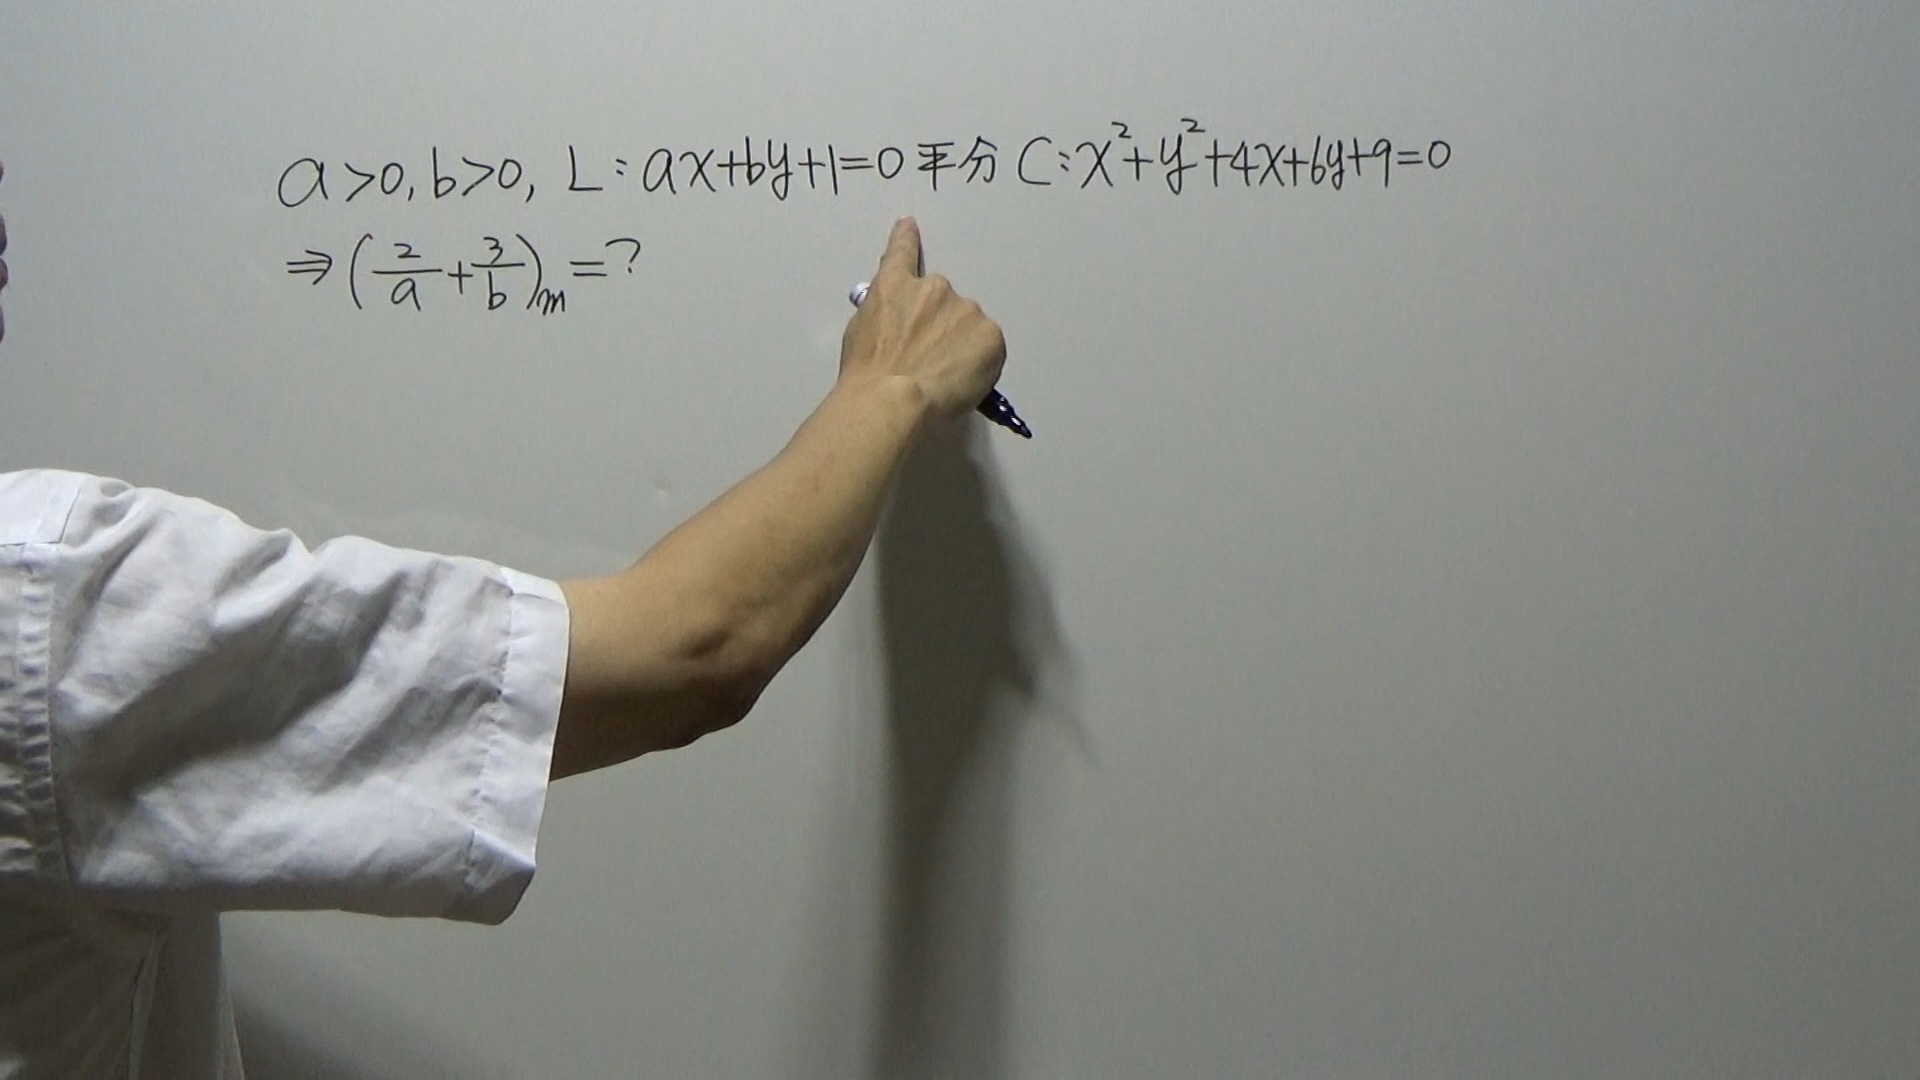 a>0, b>0, L:ax+by+1=0平分 C:x²+y²+4x+6y+9=0
⇒(2/a+3/b)m=?